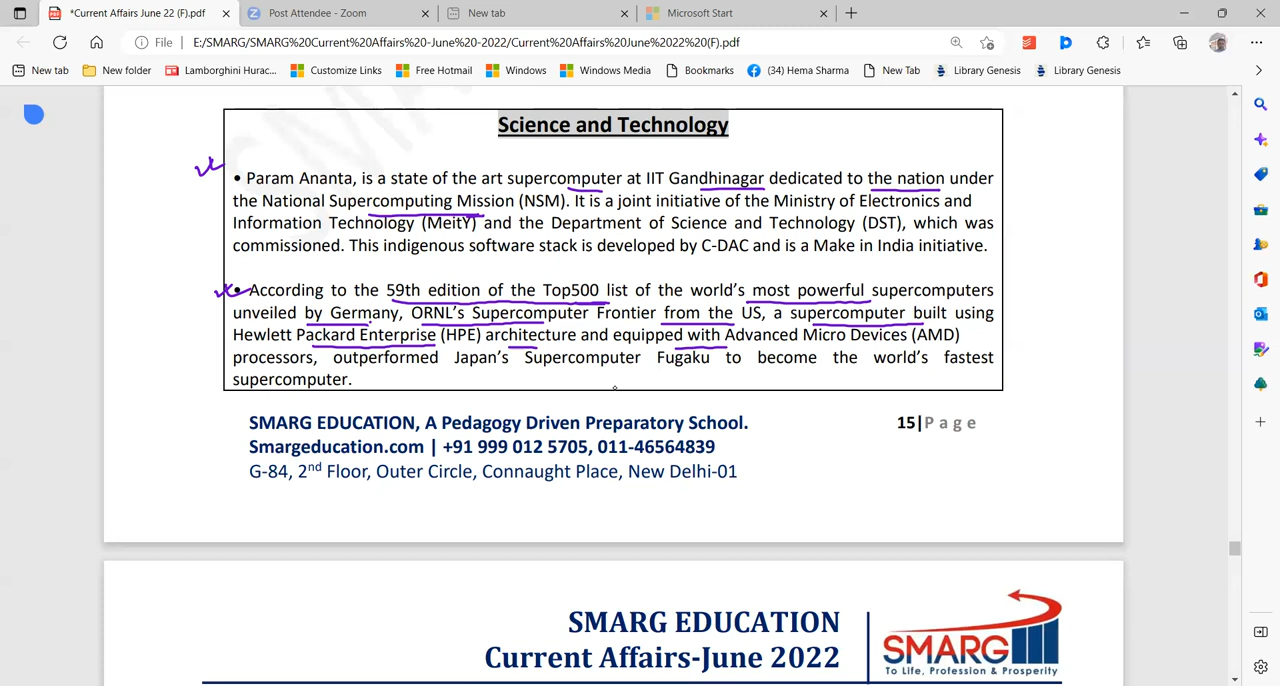 *Current Affairs June 22 (F).pdf
Post Attendee - Zoom
New tab
Microsoft Start
File
E:/SMARG/SMARG%20Current%20Affairs%20-June%20-2022/Current%20Affairs%20June%2022%20(F).pdf
New tab
New folder
Lamborghini Hurac...
Customize Links
Free Hotmail
Windows
Windows Media
Bookmarks
(34) Hema Sharma
New Tab
Library Genesis
Library Genesis
Science and Technology
• Param Ananta, is a state of the art supercomputer at IIT Gandhinagar dedicated to the nation under
the National Supercomputing Mission (NSM). It is a joint initiative of the Ministry of Electronics and
Information Technology (MeitY) and the Department of Science and Technology (DST), which was
commissioned. This indigenous software stack is developed by C-DAC and is a Make in India initiative.
• According to the 59th edition of the Top500 list of the world's most powerful supercomputers
unveiled by Germany, ORNL's Supercomputer Frontier from the US, a supercomputer built using
Hewlett Packard Enterprise (HPE) architecture and equipped with Advanced Micro Devices (AMD)
processors, outperformed Japan's Supercomputer Fugaku to become the world's fastest
supercomputer.
SMARG EDUCATION, A Pedagogy Driven Preparatory School.
15|Page
Smargeducation.com | +91 999 012 5705, 011-46564839
G-84, 2nd Floor, Outer Circle, Connaught Place, New Delhi-01
SMARG EDUCATION
Current Affairs-June 2022
SMARG
To Life, Profession & Prosperity